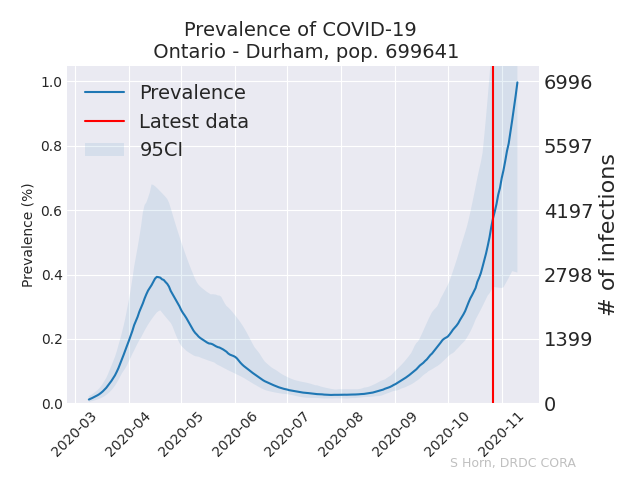 Prevalence of COVID-19
Ontario - Durham, pop. 699641
Prevalence
Latest data
95CI
Prevalence (%)
1.0
0.8
0.6
0.4
0.2
0.0
6996
5597
4197
2798
1399
0
# of infections
2020-03
2020-04
2020-05
2020-06
2020-07
2020-08
2020-09
2020-10
2020-11
S Horn, DRDC CORA